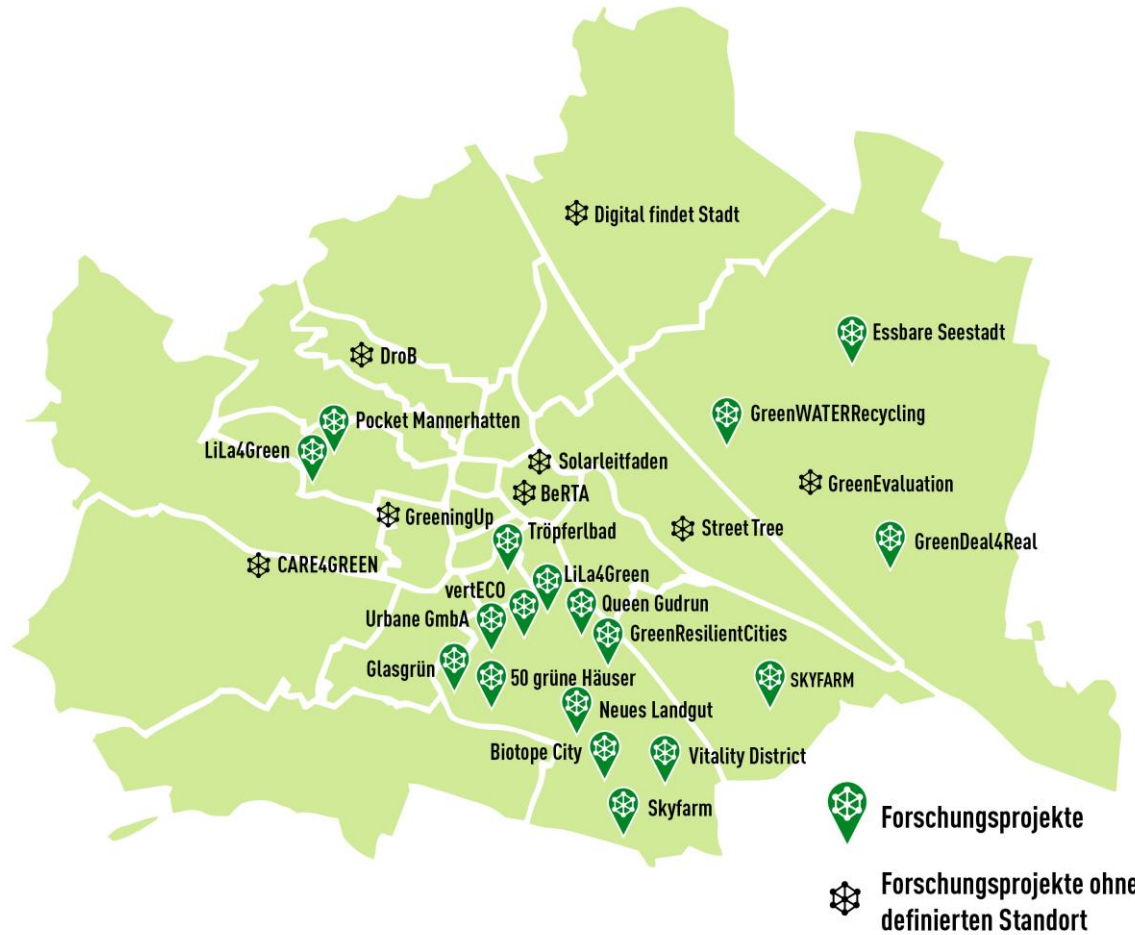 Digital findet Stadt
Essbare Seestadt
DroB
GreenWATERRecycling
Pocket Mannerhatten
LiLa4Green
Solarleitfaden
GreenEvaluation
BeRTA
GreeningUp
StreetTree
Tröpferlbad
GreenDeal4Real
CARE4GREEN
LiLa4Green
vertECO
Queen Gudrun
Urbane GmbA
GreenResilientCities
Glasgrün
50 grüne Häuser
SKYFARM
Neues Landgut
Biotope City
Vitality District
Skyfarm
Forschungsprojekte
Forschungsprojekte ohne
definierten Standort